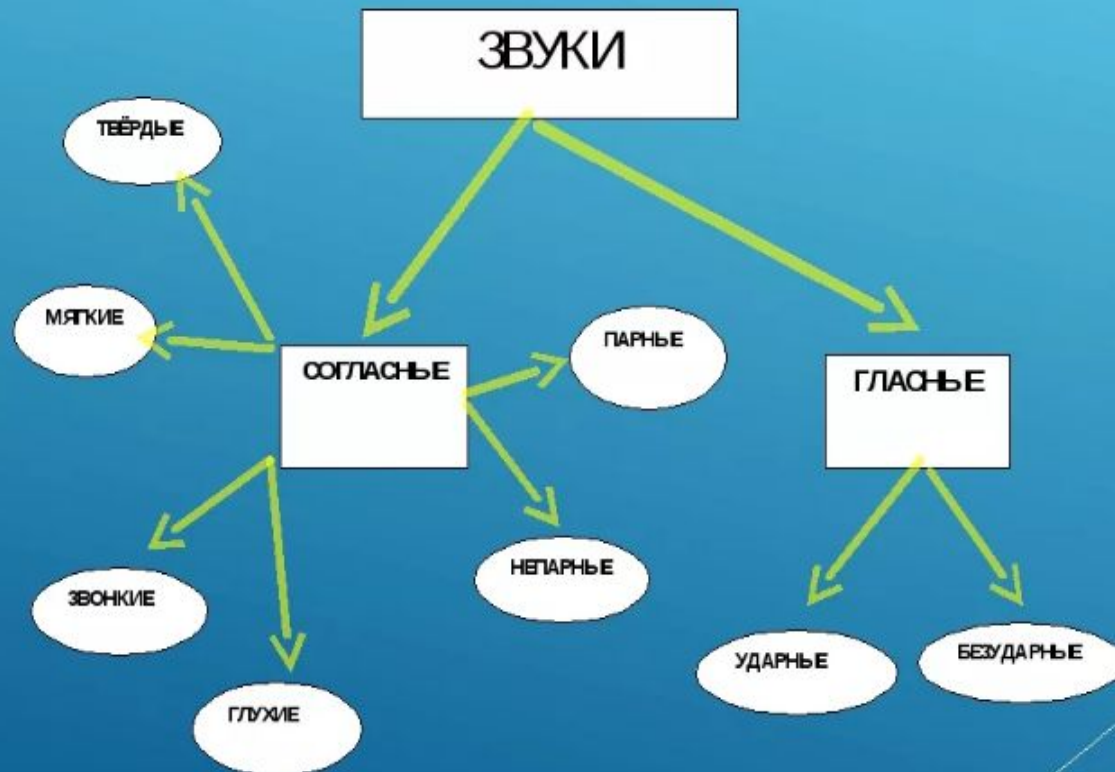 ЗВУКИ
ТВЁРДЫЕ
МЯГКИЕ
СОГЛАСНЫЕ
ПАРНЫЕ
ГЛАСНЫЕ
ЗВОНКИЕ
НЕПАРНЫЕ
ГЛУХИЕ
УДАРНЫЕ
БЕЗУДАРНЫЕ